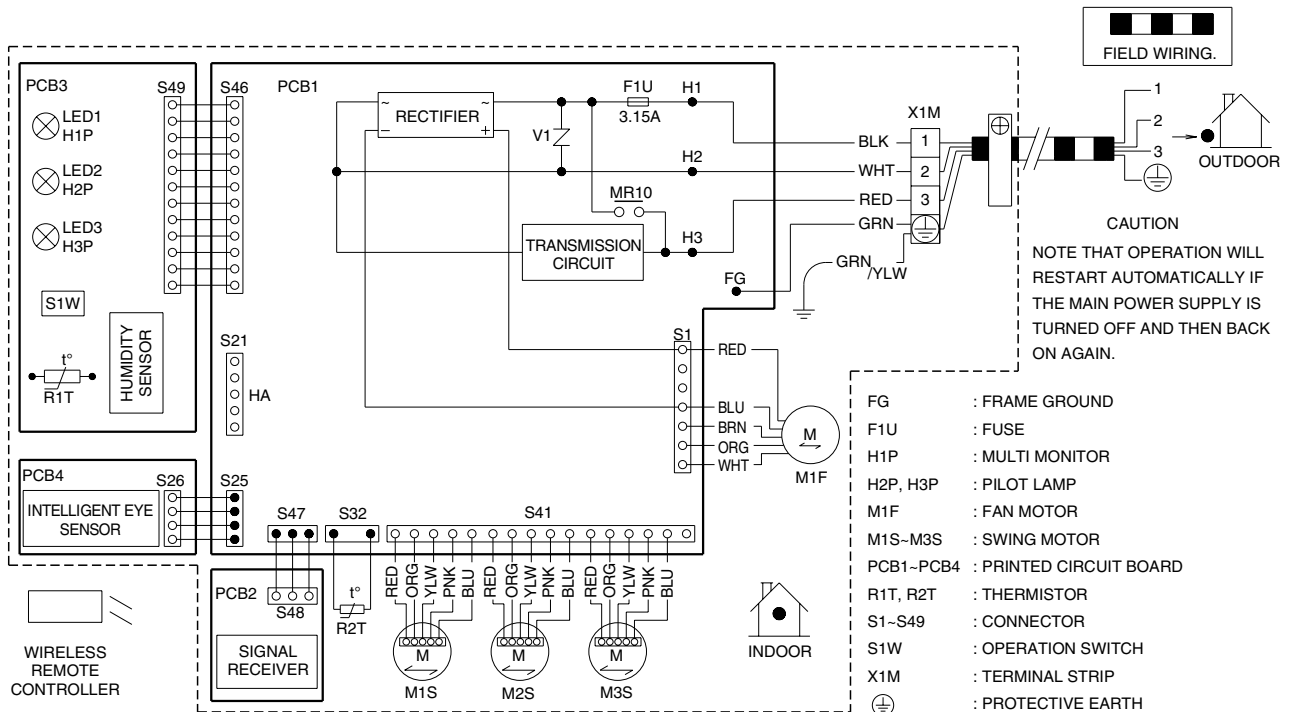 FIELD WIRING.
PCB3
LED1
H1P
LED2
H2P
LED3
H3P
S1W
HUMIDITY
SENSOR
t°
R1T
S49
S46
PCB1
RECTIFIER
~
~
−
+
V1
F1U
3.15A
H1
H2
MR10
TRANSMISSION
CIRCUIT
H3
FG
S21
HA
X1M
BLK
1
WHT
2
RED
3
GRN
GRN
/YLW
1
2
3
OUTDOOR
CAUTION
NOTE THAT OPERATION WILL
RESTART AUTOMATICALLY IF
THE MAIN POWER SUPPLY IS
TURNED OFF AND THEN BACK
ON AGAIN.
S1
RED
BLU
BRN
ORG
WHT
M
M1F
PCB4
S26
S25
INTELLIGENT EYE
SENSOR
S47
S32
S41
PCB2
S48
SIGNAL
RECEIVER
t°
R2T
RED
ORG
YLW
PNK
BLU
RED
ORG
YLW
PNK
BLU
RED
ORG
YLW
PNK
BLU
M
M1S
M
M2S
M
M3S
INDOOR
WIRELESS
REMOTE
CONTROLLER
FG : FRAME GROUND
F1U : FUSE
H1P : MULTI MONITOR
H2P, H3P : PILOT LAMP
M1F : FAN MOTOR
M1S~M3S : SWING MOTOR
PCB1~PCB4 : PRINTED CIRCUIT BOARD
R1T, R2T : THERMISTOR
S1~S49 : CONNECTOR
S1W : OPERATION SWITCH
X1M : TERMINAL STRIP
: PROTECTIVE EARTH